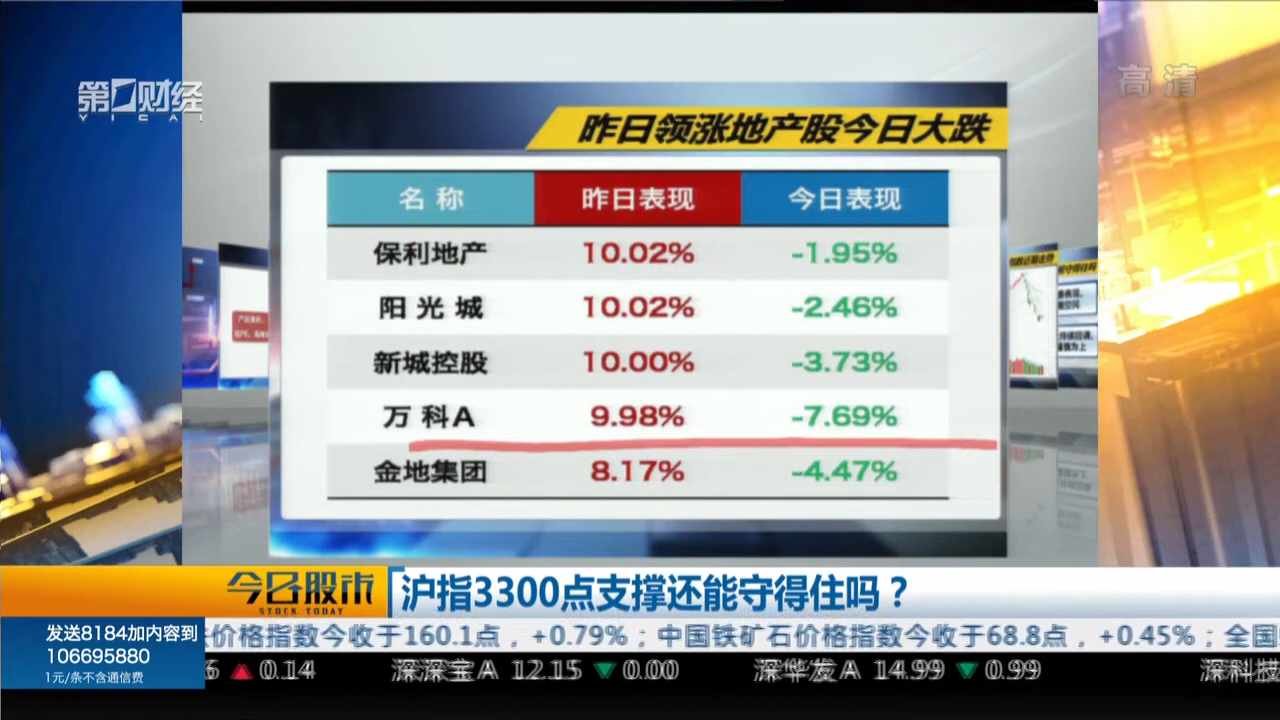 第一财经
YICAI
高清
昨日领涨地产股今日大跌
名称 昨日表现 今日表现
保利地产 10.02% -1.95%
阳光城 10.02% -2.46%
新城控股 10.00% -3.73%
万科A 9.98% -7.69%
金地集团 8.17% -4.47%
今日股市
STOCK TODAY
沪指3300点支撑还能守得住吗？
发送8184加内容到
106695880
1元/条不含通信费
价格指数今收于160.1点，+0.79%；中国铁矿石价格指数今收于68.8点，+0.45%；全国
6 ▲ 0.14 深深宝A 12.15 ▼ 0.00 深华发A 14.99 ▼ 0.99 深科技